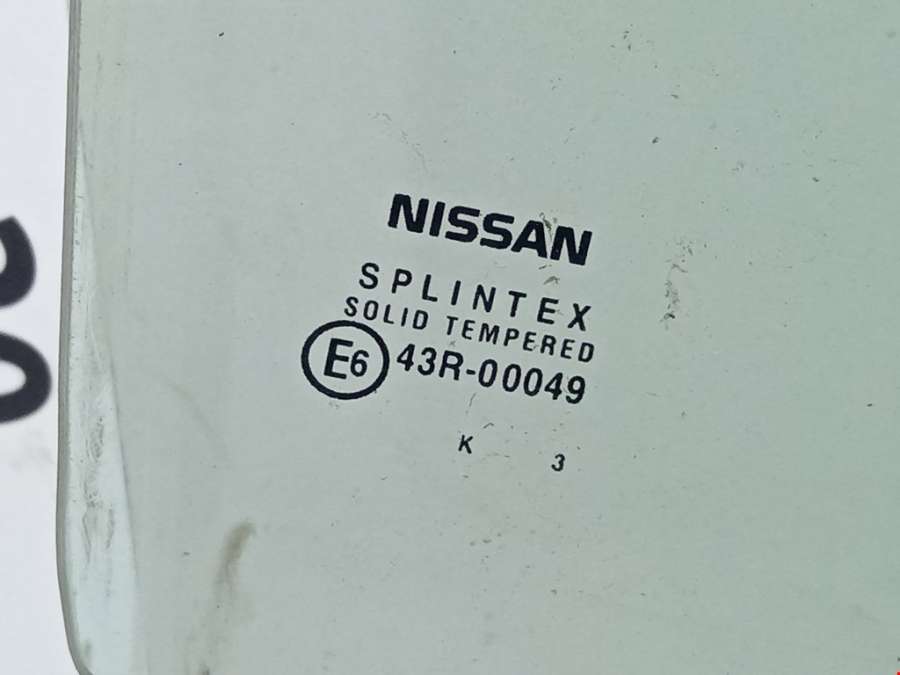 NISSAN
SPLINTEX
SOLID TEMPERED
E6 43R-00049
K 3